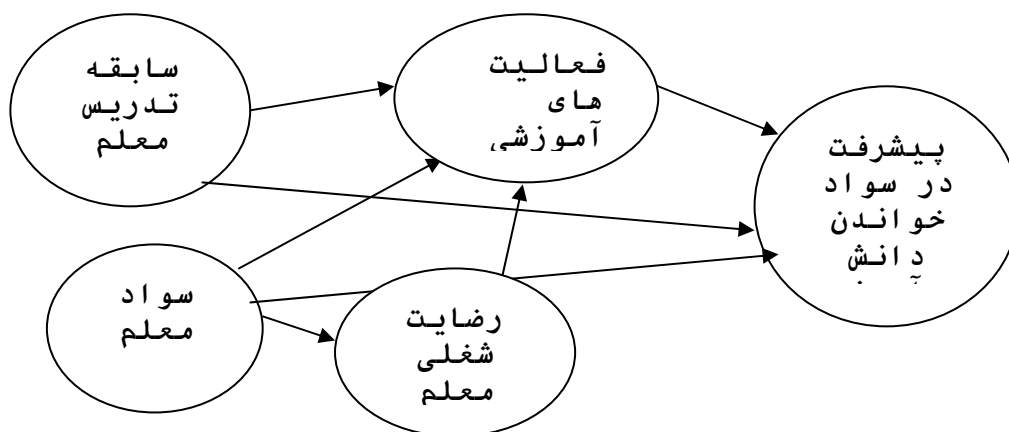 سابقه
تدریس
معلم
فعالیت
های
آموزشی
پیشرفت
در سواد
خواندن
دانش
سواد
معلم
رضایت
شغلی
معلم